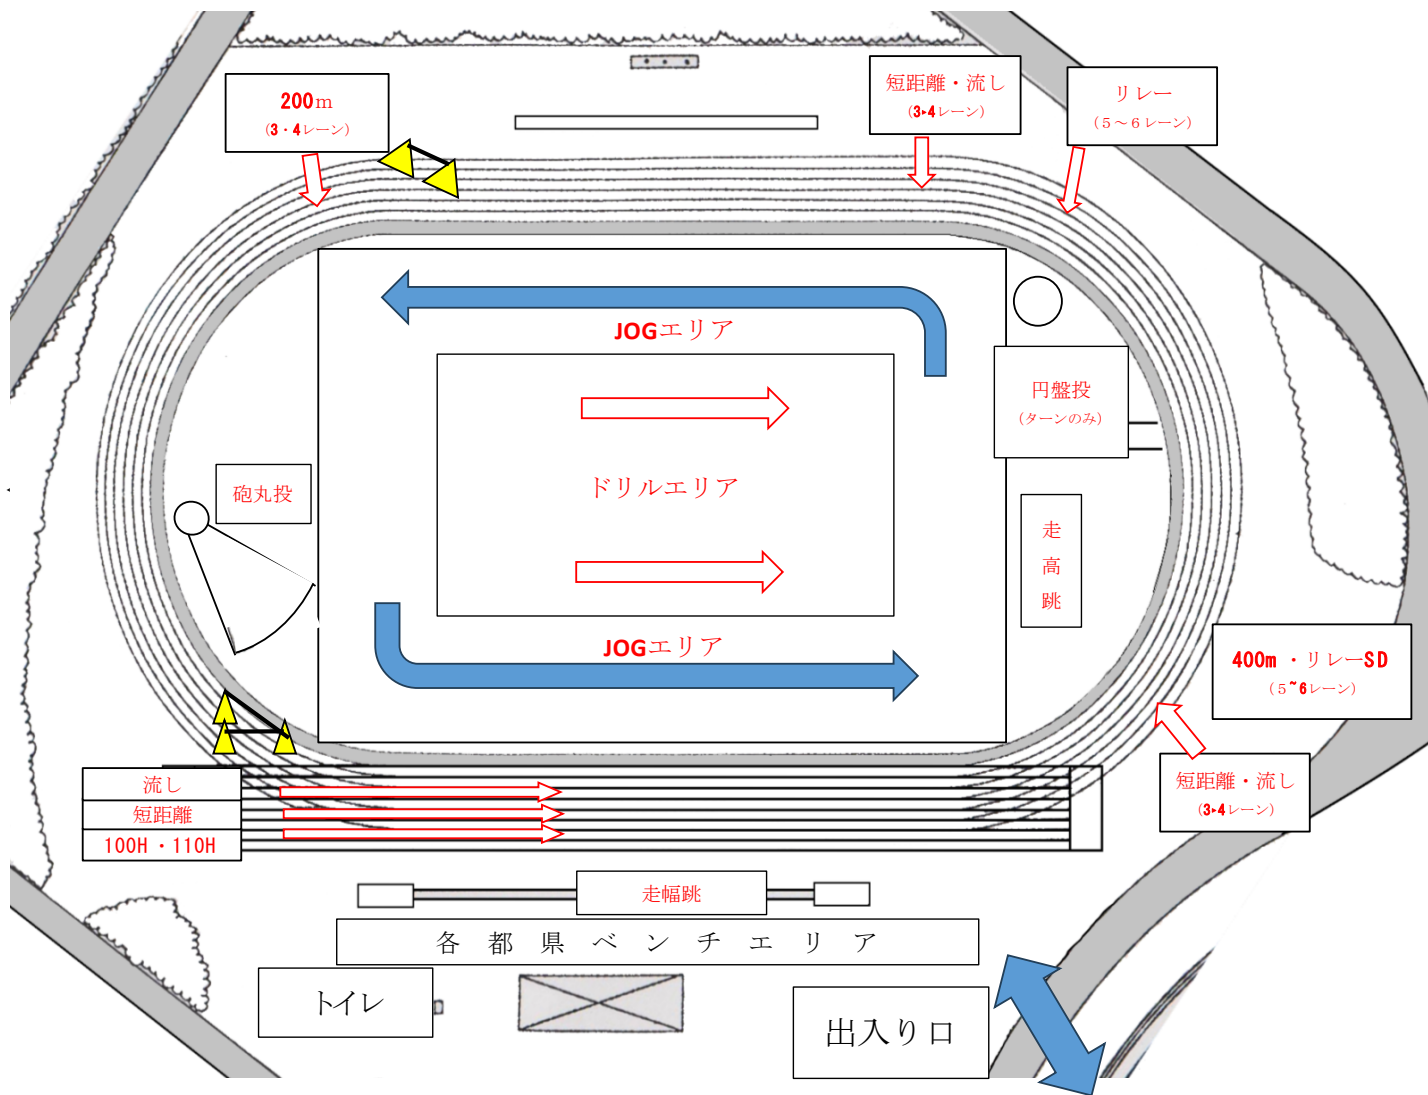 200m
(3・4レーン)
短距離・流し
(3▸4レーン)
リレー
(５～６レーン)
JOGエリア
円盤投
(ターンのみ)
ドリルエリア
砲丸投
走高跳
JOGエリア
400m ・リレーSD
(５~6レーン)
短距離・流し
(3▸4レーン)
流し
短距離
100H・110H
走幅跳
各都県ベンチエリア
トイレ
出入り口